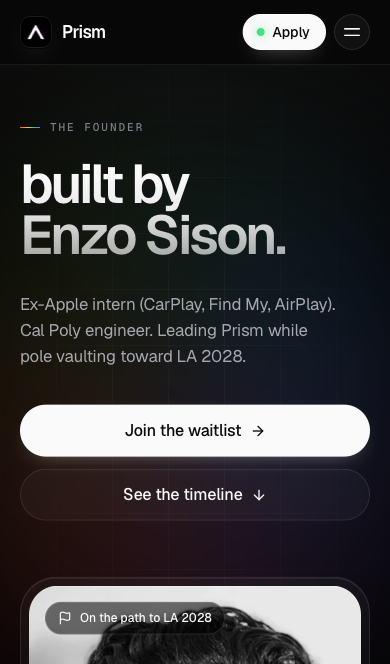 Prism
Apply
THE FOUNDER
built by
Enzo Sison.
Ex-Apple intern (CarPlay, Find My, AirPlay).
Cal Poly engineer. Leading Prism while
pole vaulting toward LA 2028.
Join the waitlist →
See the timeline ↓
On the path to LA 2028